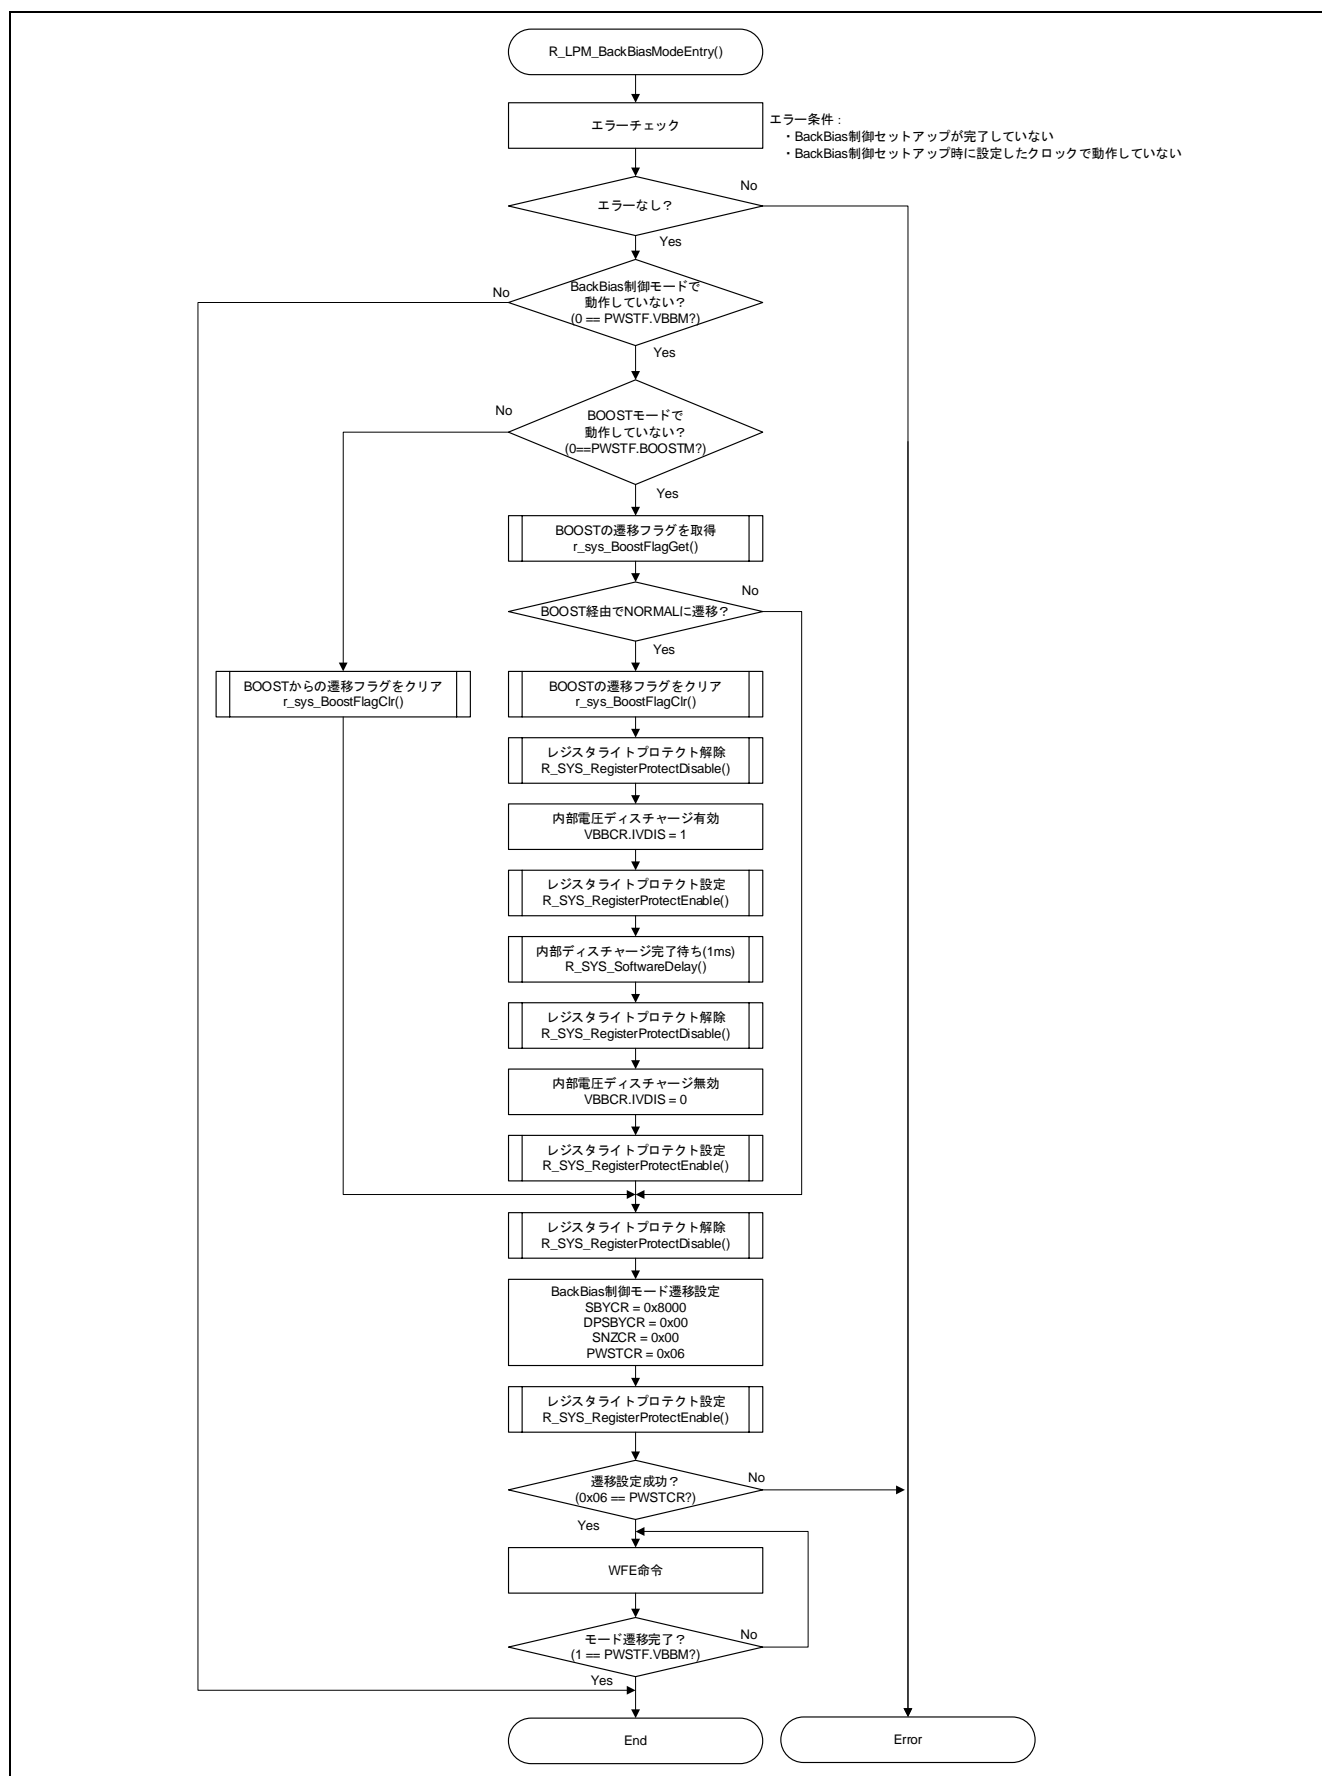 R_LPM_BackBiasModeEntry()
エラーチェック
エラー条件：
・BackBias制御セットアップが完了していない
・BackBias制御セットアップ時に設定したクロックで動作していない
エラーなし？
No
Yes
BackBias制御モードで
動作していない？
(0 == PWSTF.VBBM?)
No
Yes
BOOSTモードで
動作していない？
(0==PWSTF.BOOSTM?)
No
Yes
BOOSTの遷移フラグを取得
r_sys_BoostFlagGet()
BOOST経由でNORMALに遷移？
No
Yes
BOOSTからの遷移フラグをクリア
r_sys_BoostFlagClr()
BOOSTの遷移フラグをクリア
r_sys_BoostFlagClr()
レジスタライトプロテクト解除
R_SYS_RegisterProtectDisable()
内部電圧ディスチャージ有効
VBBCR.IVDIS = 1
レジスタライトプロテクト設定
R_SYS_RegisterProtectEnable()
内部ディスチャージ完了待ち(1ms)
R_SYS_SoftwareDelay()
レジスタライトプロテクト解除
R_SYS_RegisterProtectDisable()
内部電圧ディスチャージ無効
VBBCR.IVDIS = 0
レジスタライトプロテクト設定
R_SYS_RegisterProtectEnable()
レジスタライトプロテクト解除
R_SYS_RegisterProtectDisable()
BackBias制御モード遷移設定
SBYCR = 0x8000
DPSBYCR = 0x00
SNZCR = 0x00
PWSTCR = 0x06
レジスタライトプロテクト設定
R_SYS_RegisterProtectEnable()
遷移設定成功？
(0x06 == PWSTCR?)
No
Yes
WFE命令
モード遷移完了？
(1 == PWSTF.VBBM?)
No
Yes
End
Error